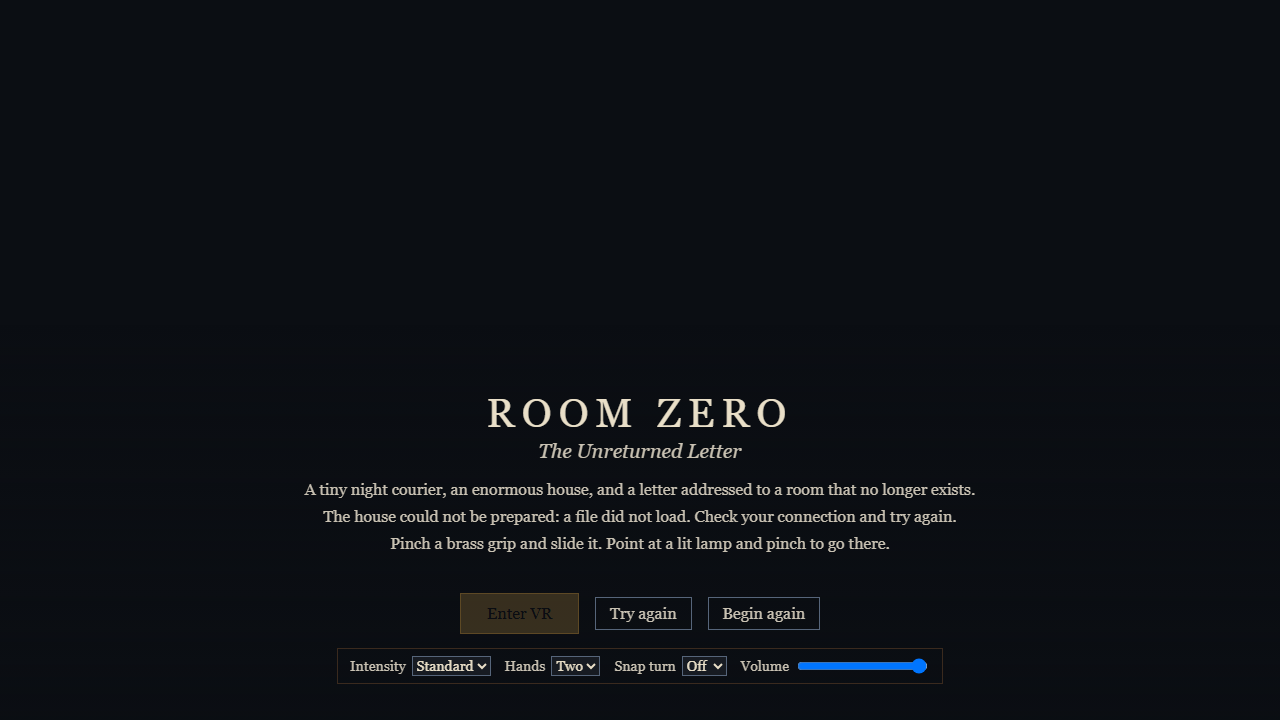 ROOM ZERO
The Unreturned Letter
A tiny night courier, an enormous house, and a letter addressed to a room that no longer exists.
The house could not be prepared: a file did not load. Check your connection and try again.
Pinch a brass grip and slide it. Point at a lit lamp and pinch to go there.
Enter VR Try again Begin again
Intensity Standard Hands Two Snap turn Off Volume